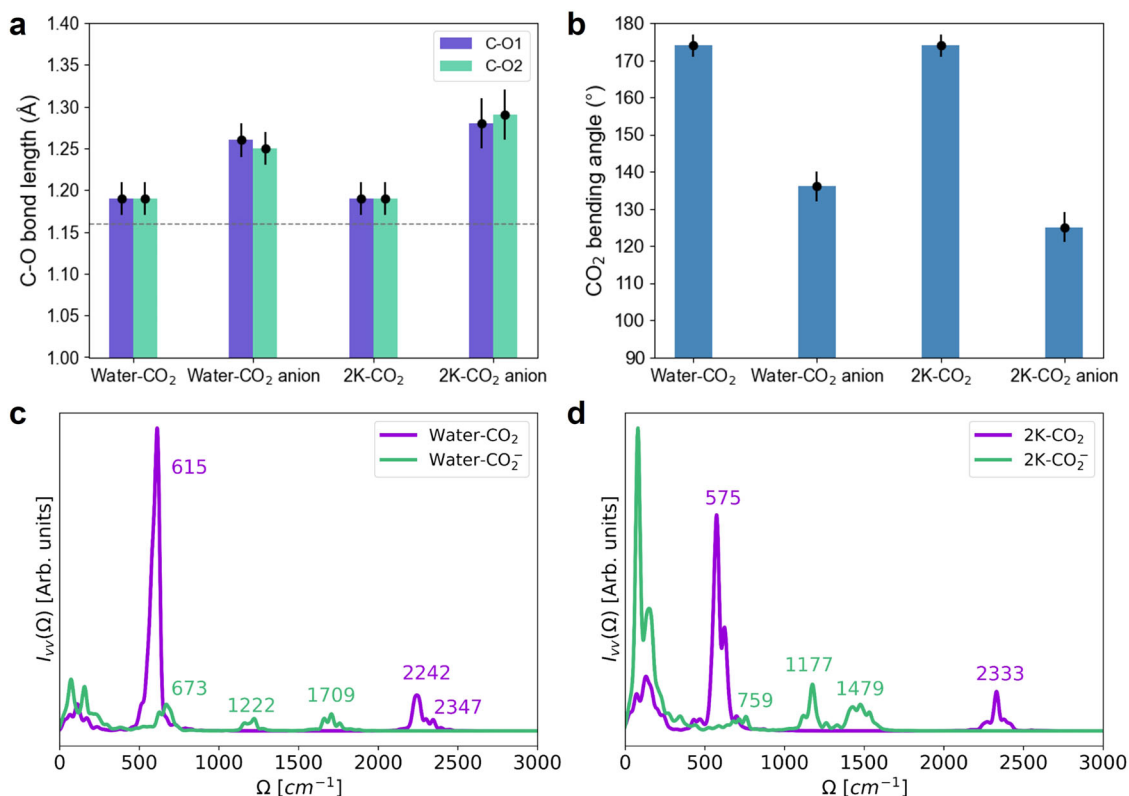 a
C-O bond length (Å)
1.40
1.35
1.30
1.25
1.20
1.15
1.10
1.05
1.00
C-O1
C-O2
Water-CO₂
Water-CO₂ anion
2K-CO₂
2K-CO₂ anion
b
CO₂ bending angle (°)
180
170
160
150
140
130
120
110
100
90
Water-CO₂
Water-CO₂ anion
2K-CO₂
2K-CO₂ anion
c
Iᵥᵥ(Ω) [Arb. units]
Water-CO₂
Water-CO₂⁻
615
673
1222
1709
2242
2347
0
500
1000
1500
2000
2500
3000
Ω [cm⁻¹]
d
Iᵥᵥ(Ω) [Arb. units]
2K-CO₂
2K-CO₂⁻
575
759
1177
1479
2333
0
500
1000
1500
2000
2500
3000
Ω [cm⁻¹]